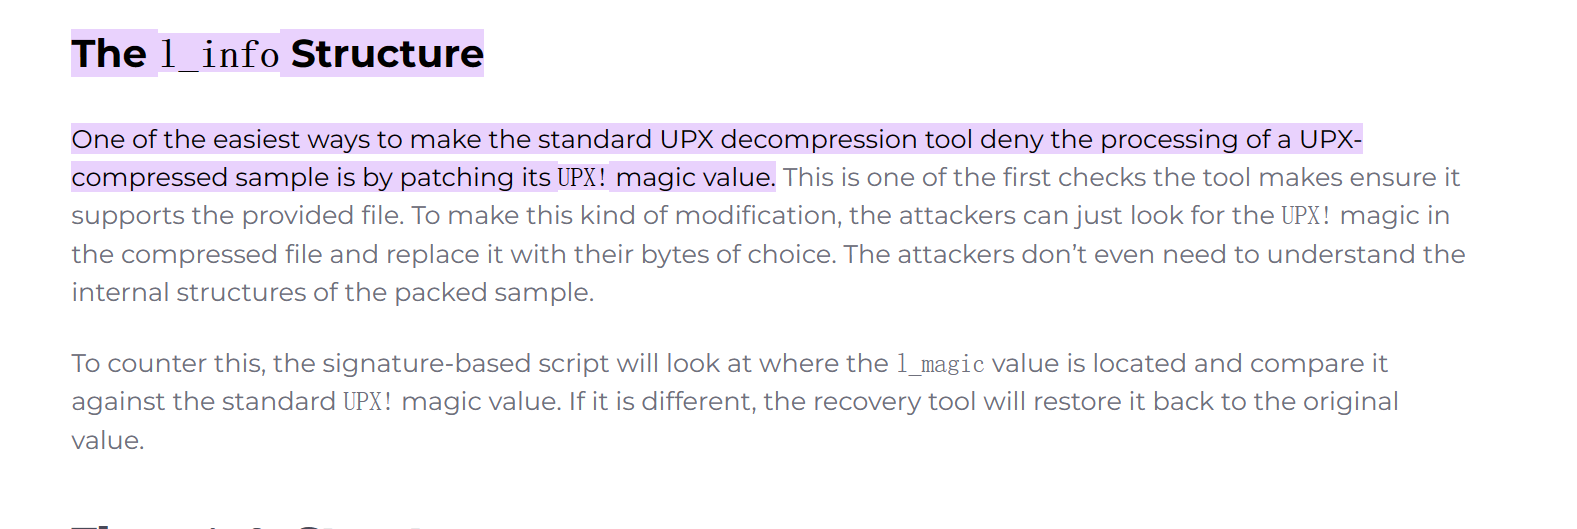 The l_info Structure
One of the easiest ways to make the standard UPX decompression tool deny the processing of a UPX-
compressed sample is by patching its UPX! magic value. This is one of the first checks the tool makes ensure it
supports the provided file. To make this kind of modification, the attackers can just look for the UPX! magic in
the compressed file and replace it with their bytes of choice. The attackers don’t even need to understand the
internal structures of the packed sample.
To counter this, the signature-based script will look at where the l_magic value is located and compare it
against the standard UPX! magic value. If it is different, the recovery tool will restore it back to the original
value.